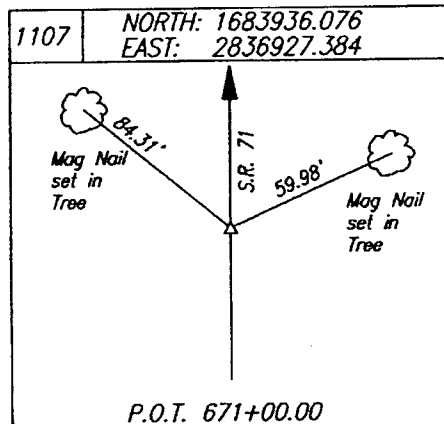 1107
NORTH: 1683936.076
EAST: 2836927.384
84.31'
Mag Nail
set in
Tree
S.R. 71
59.98'
Mag Nail
set in
Tree
P.O.T. 671+00.00